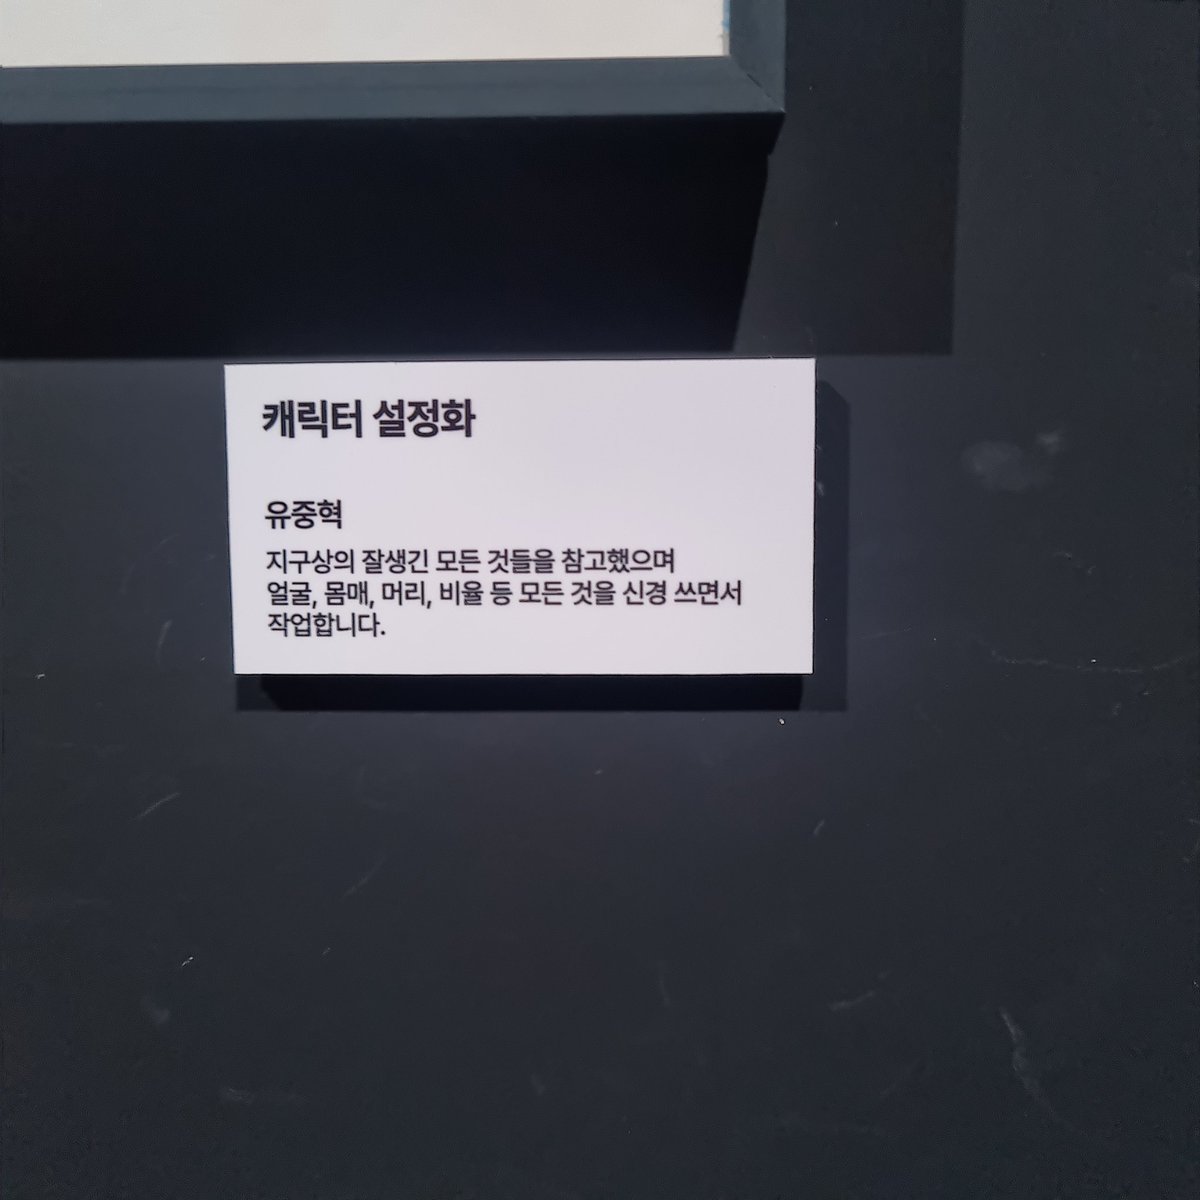 캐릭터 설정화
유중혁
지구상의 잘생긴 모든 것들을 참고했으며
얼굴, 몸매, 머리, 비율 등 모든 것을 신경 쓰면서
작업합니다.